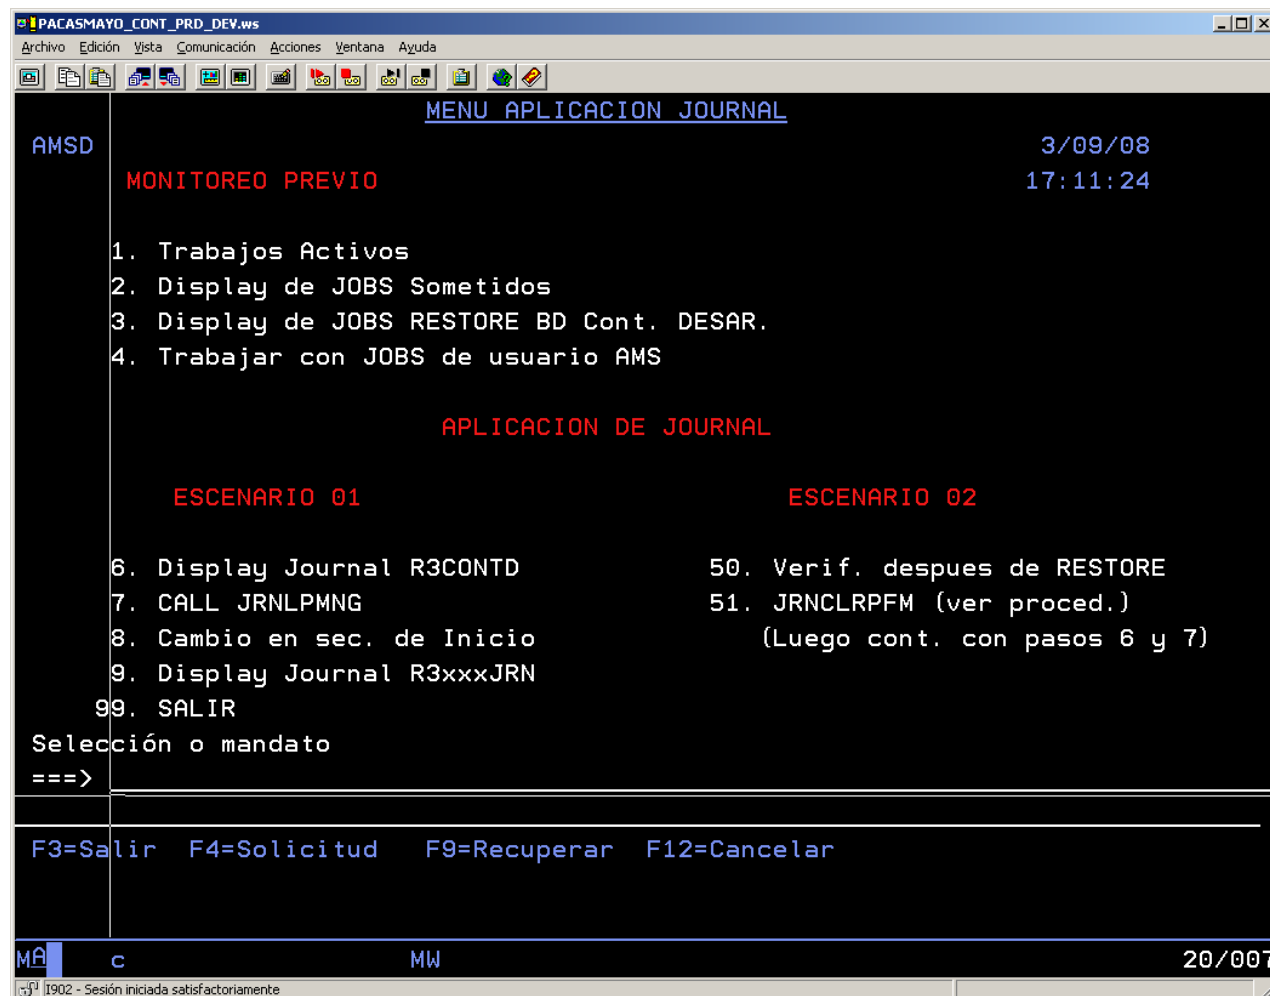 PACASMAYO_CONT_PRD_DEV.ws
Archivo Edición Vista Comunicación Acciones Ventana Ayuda
MENU APLICACION JOURNAL
AMSD 3/09/08
MONITOREO PREVIO 17:11:24
1. Trabajos Activos
2. Display de JOBS Sometidos
3. Display de JOBS RESTORE BD Cont. DESAR.
4. Trabajar con JOBS de usuario AMS
APLICACION DE JOURNAL
ESCENARIO 01 ESCENARIO 02
6. Display Journal R3CONTD 50. Verif. despues de RESTORE
7. CALL JRNLPMNG 51. JRNCLRPFM (ver proced.)
8. Cambio en sec. de Inicio (Luego cont. con pasos 6 y 7)
9. Display Journal R3xxxJRN
99. SALIR
Selección o mandato
===>
F3=Salir F4=Solicitud F9=Recuperar F12=Cancelar
MA c MW 20/007
I902 - Sesión iniciada satisfactoriamente